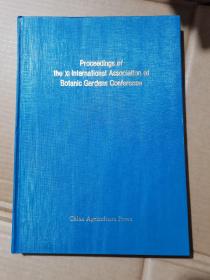 Proceedings of
the XI International Association of
Botanic Gardens Conference
China Agriculture Press